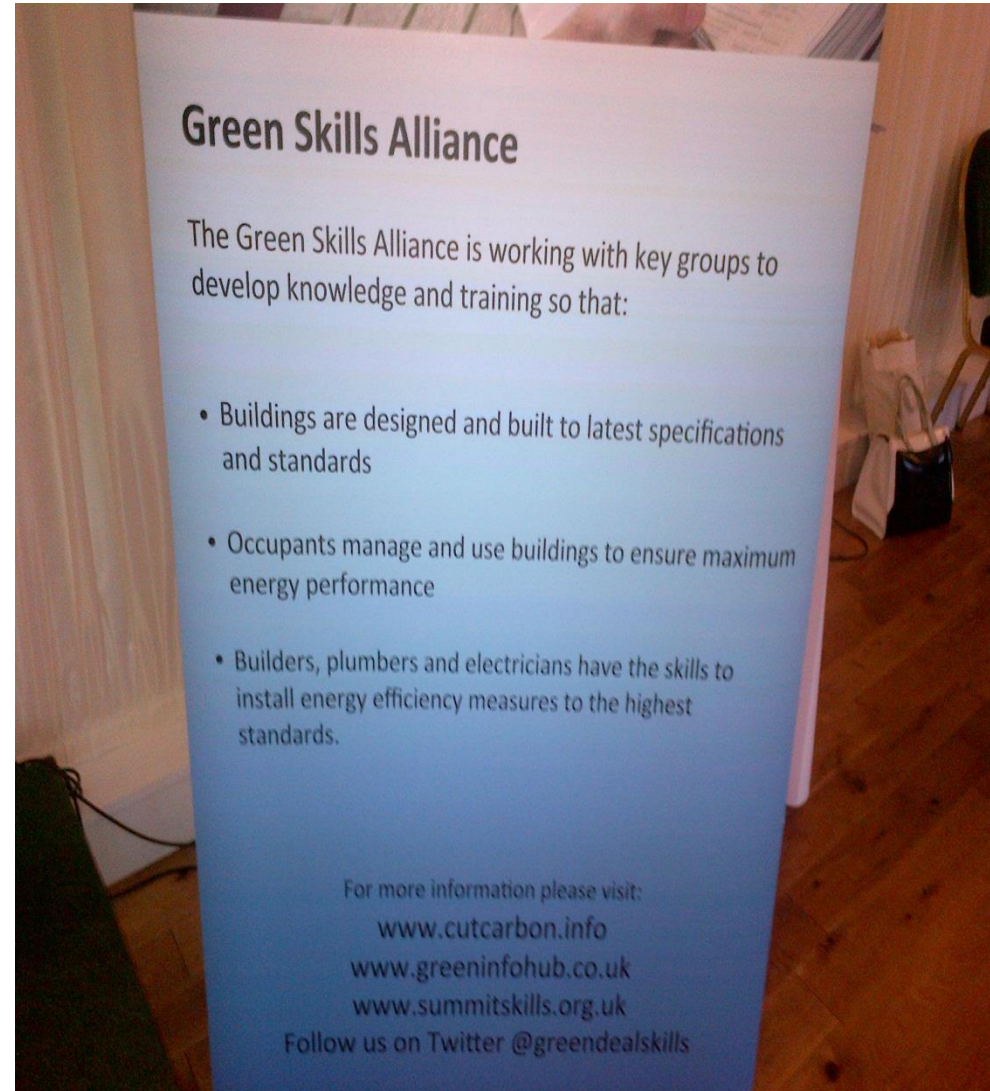 Green Skills Alliance
The Green Skills Alliance is working with key groups to
develop knowledge and training so that:
• Buildings are designed and built to latest specifications
and standards
• Occupants manage and use buildings to ensure maximum
energy performance
• Builders, plumbers and electricians have the skills to
install energy efficiency measures to the highest
standards.
For more information please visit:
www.cutcarbon.info
www.greeninfohub.co.uk
www.summitskills.org.uk
Follow us on Twitter @greendealskills